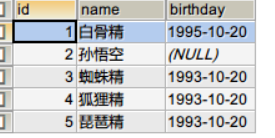 id name birthday
1 白骨精 1995-10-20
2 孙悟空 (NULL)
3 蜘蛛精 1993-10-20
4 狐狸精 1993-10-20
5 琵琶精 1993-10-20